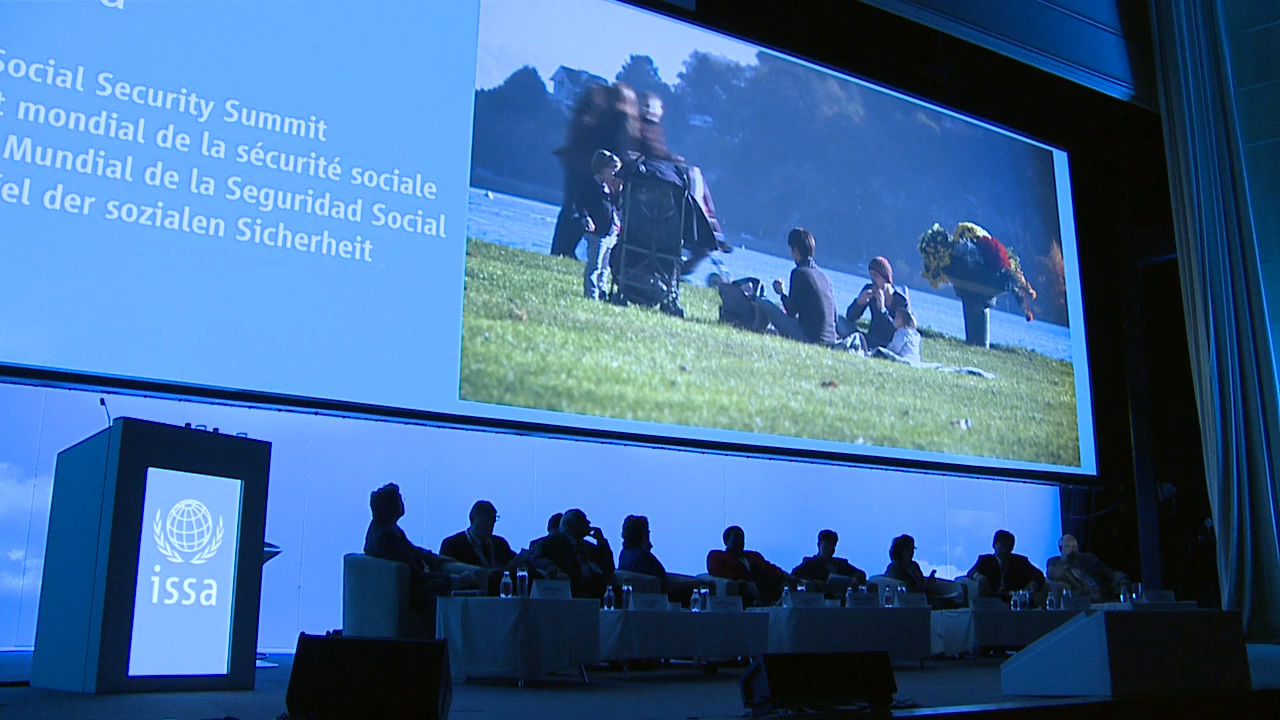 Social Security Summit
mondial de la sécurité sociale
Mundial de la Seguridad Social
der sozialen Sicherheit
issa